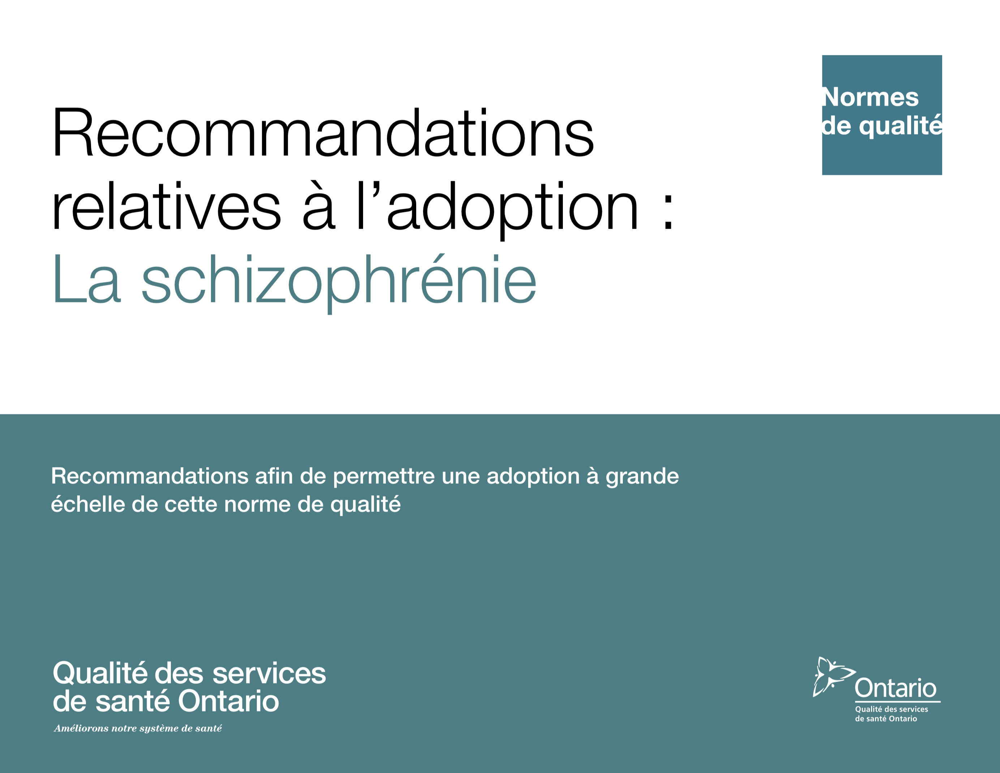 Recommandations
relatives à l’adoption :
La schizophrénie
Normes
de qualité
Recommandations afin de permettre une adoption à grande
échelle de cette norme de qualité
Qualité des services
de santé Ontario
Améliorons notre système de santé
Ontario
Qualité des services
de santé Ontario